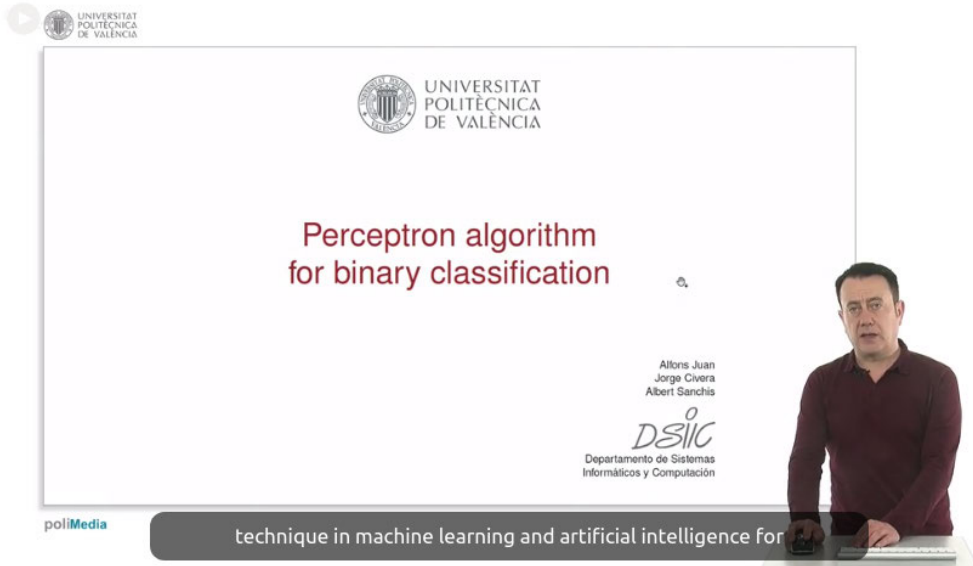 UNIVERSITAT
POLITÈCNICA
DE VALÈNCIA
UNIVERSITAT
POLITÈCNICA
DE VALÈNCIA
Perceptron algorithm
for binary classification
Alfons Juan
Jorge Civera
Albert Sanchis
DSIIC
Departamento de Sistemas
Informáticos y Computación
poliMedia
technique in machine learning and artificial intelligence for